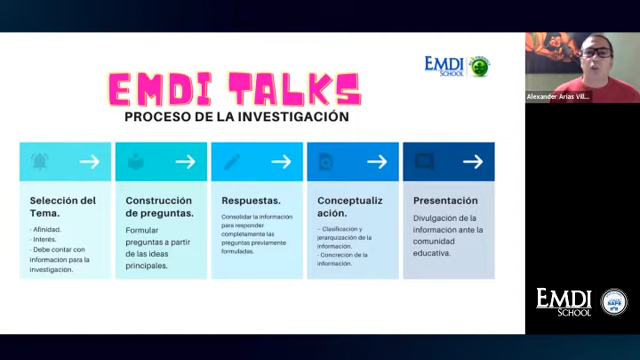 EMDI TALKS
PROCESO DE LA INVESTIGACIÓN
EMDI
SCHOOL
Alexander Arias Vill...
Selección del
Tema.
- Afinidad.
- Interés.
- Debe contar con
información para la
investigación.
Construcción
de preguntas.
Formular
preguntas a partir
de las ideas
principales.
Respuestas.
Consolidar la información
para responder
completamente las
preguntas previamente
formuladas.
Conceptualiz
ación.
- Clasificación y
jerarquización de la
información.
- Concreción de la
información.
Presentación
Divulgación de la
información ante la
comunidad
educativa.
EMDI
SCHOOL